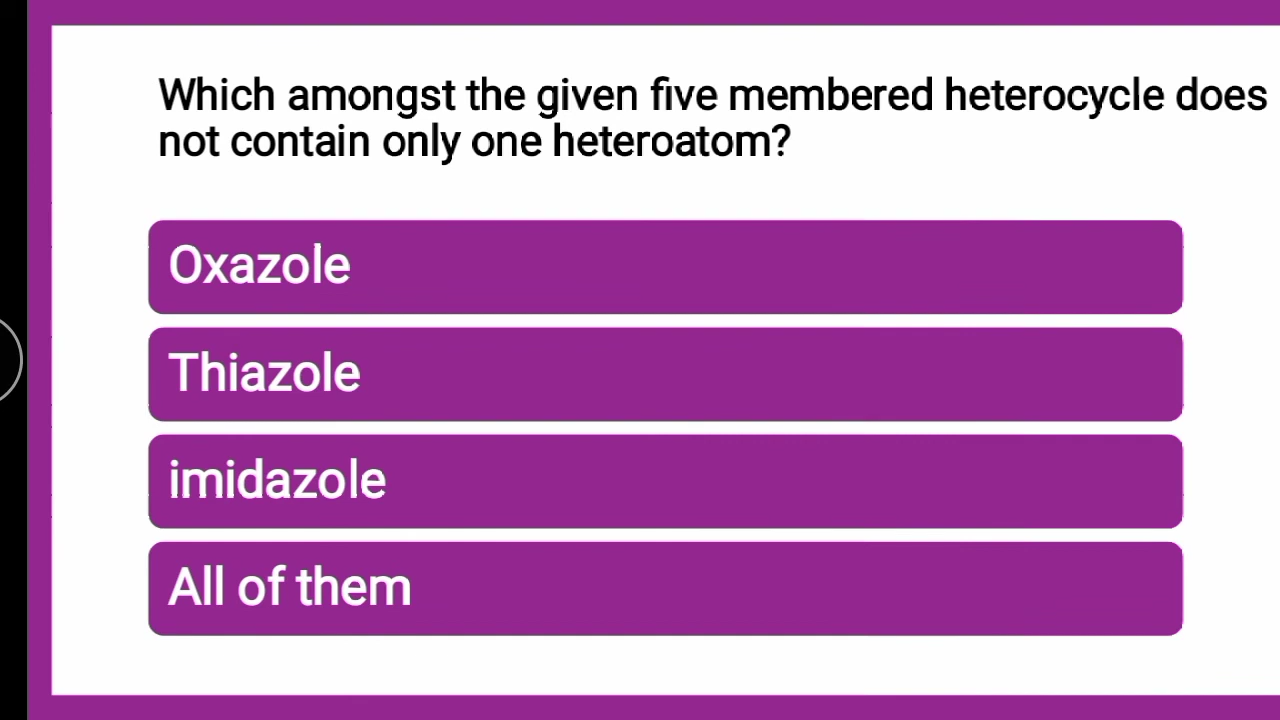 Which amongst the given five membered heterocycle does
not contain only one heteroatom?
Oxazole
Thiazole
imidazole
All of them